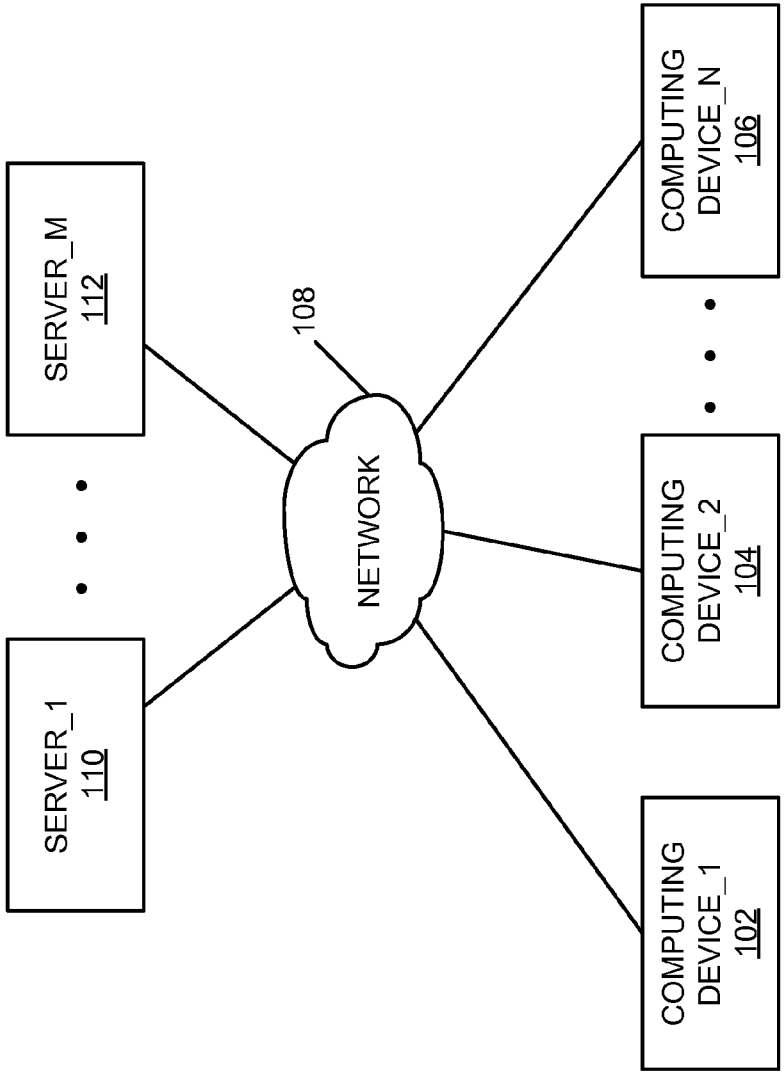 SERVER_1
110
SERVER_M
112
NETWORK
108
COMPUTING
DEVICE_1
102
COMPUTING
DEVICE_2
104
COMPUTING
DEVICE_N
106